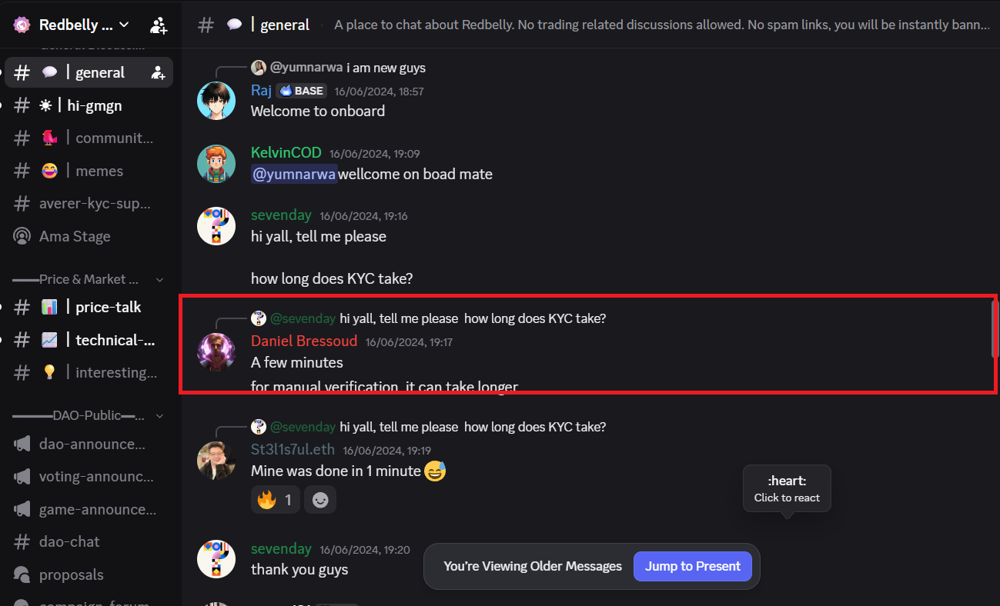 Redbelly ...
general
hi-gmgn
communit...
memes
averer-kyc-sup...
Ama Stage
Price & Market ...
price-talk
technical-...
interesting...
DAO-Public
dao-announce...
voting-announc...
game-announce...
dao-chat
proposals
campaign-forum
# | general A place to chat about Redbelly. No trading related discussions allowed. No spam links, you will be instantly bann...
@yumnarwa i am new guys
Raj BASE 16/06/2024, 18:57
Welcome to onboard
KelvinCOD 16/06/2024, 19:09
@yumnarwa wellcome on boad mate
sevenday 16/06/2024, 19:16
hi yall, tell me please
how long does KYC take?
@sevenday hi yall, tell me please how long does KYC take?
Daniel Bressoud 16/06/2024, 19:17
A few minutes
for manual verification, it can take longer
@sevenday hi yall, tell me please how long does KYC take?
St3l1s7ul.eth 16/06/2024, 19:19
Mine was done in 1 minute
1
:heart:
Click to react
sevenday 16/06/2024, 19:20
thank you guys
You're Viewing Older Messages Jump to Present